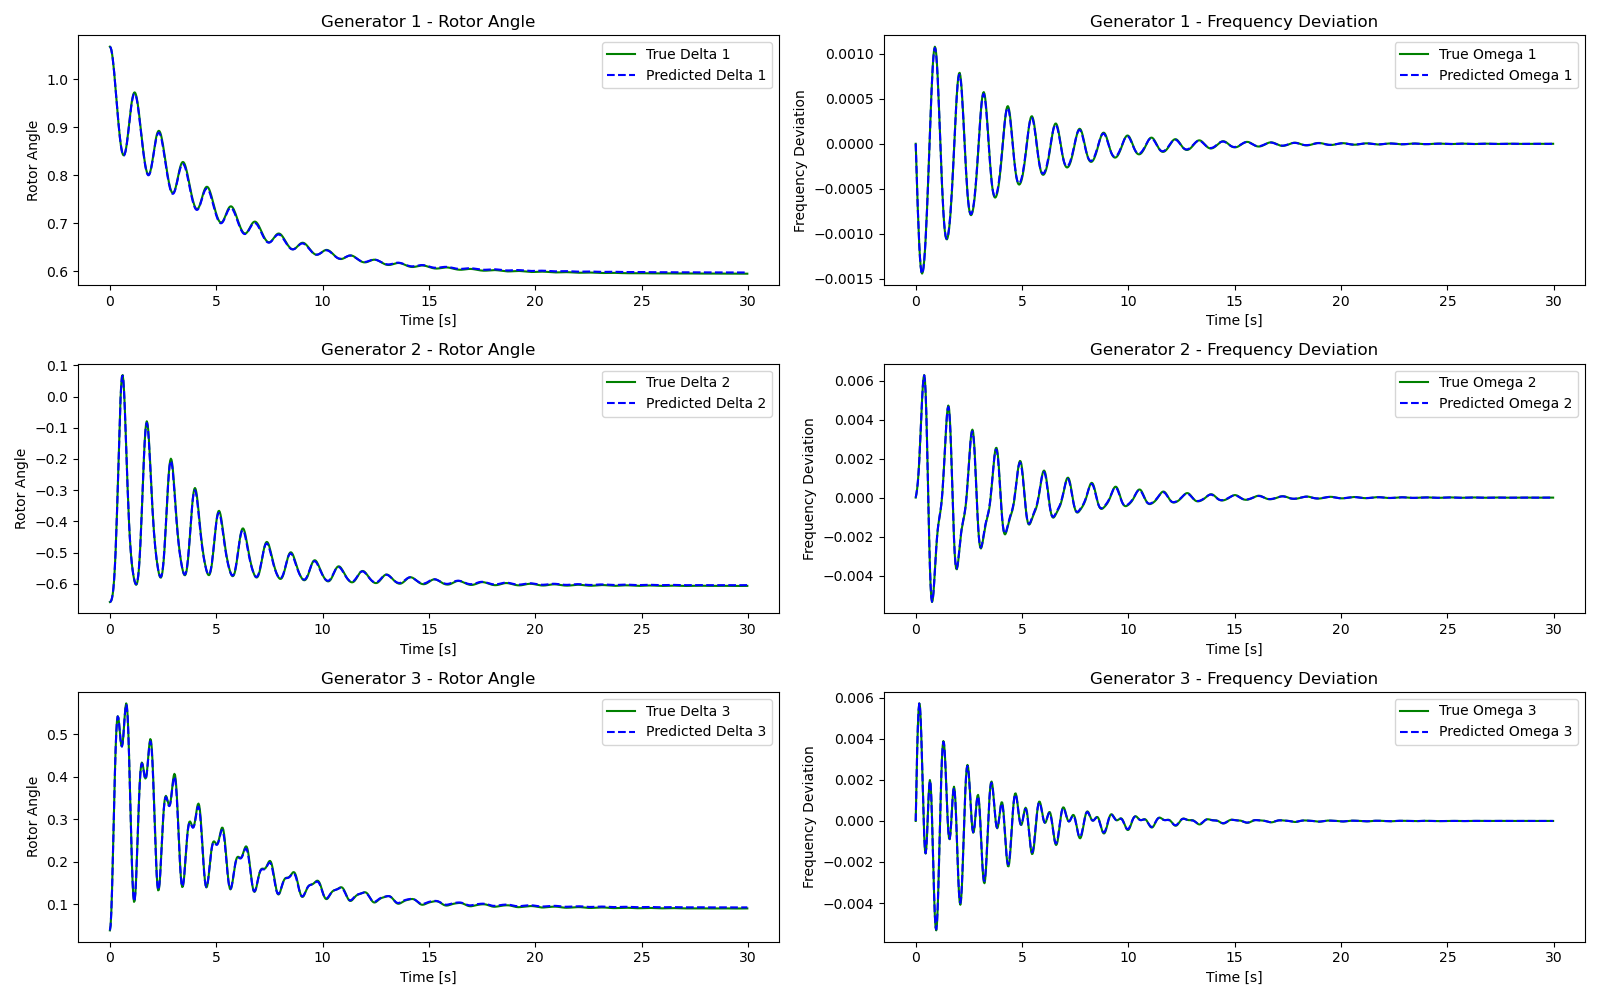 Generator 1 - Rotor Angle
Rotor Angle
1.0
0.9
0.8
0.7
0.6
True Delta 1
Predicted Delta 1
0 5 10 15 20 25 30
Time [s]
Generator 1 - Frequency Deviation
Frequency Deviation
0.0010
0.0005
0.0000
−0.0005
−0.0010
−0.0015
True Omega 1
Predicted Omega 1
0 5 10 15 20 25 30
Time [s]
Generator 2 - Rotor Angle
Rotor Angle
0.1
0.0
−0.1
−0.2
−0.3
−0.4
−0.5
−0.6
True Delta 2
Predicted Delta 2
0 5 10 15 20 25 30
Time [s]
Generator 2 - Frequency Deviation
Frequency Deviation
0.006
0.004
0.002
0.000
−0.002
−0.004
True Omega 2
Predicted Omega 2
0 5 10 15 20 25 30
Time [s]
Generator 3 - Rotor Angle
Rotor Angle
0.5
0.4
0.3
0.2
0.1
True Delta 3
Predicted Delta 3
0 5 10 15 20 25 30
Time [s]
Generator 3 - Frequency Deviation
Frequency Deviation
0.006
0.004
0.002
0.000
−0.002
−0.004
True Omega 3
Predicted Omega 3
0 5 10 15 20 25 30
Time [s]